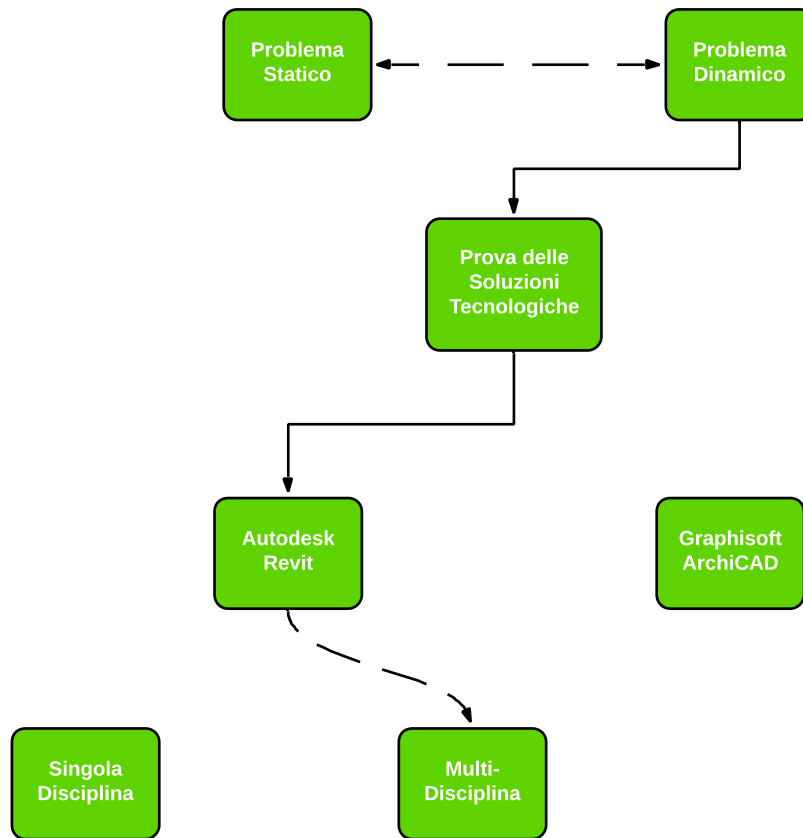 Problema
Statico
Problema
Dinamico
Prova delle
Soluzioni
Tecnologiche
Autodesk
Revit
Graphisoft
ArchiCAD
Singola
Disciplina
Multi-
Disciplina